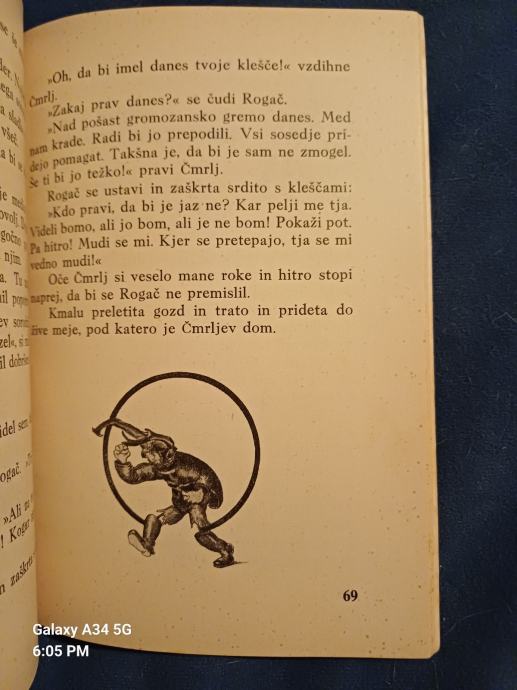 »Oh, da bi imel danes tvoje klešče!« vzdihne
Čmrlj.
»Zakaj prav danes?« se čudi Rogač.
»Nad pošast gromozansko gremo danes. Med
nam krade. Radi bi jo prepodili. Vsi sosedje pri-
dejo pomagat. Takšna je, da bi je sam ne zmogel.
Še ti bi jo težko!« pravi Čmrlj.
Rogač se ustavi in zaškrta srdito s kleščami:
»Kdo pravi, da bi je jaz ne? Kar pelji me tja.
Videli bomo, ali jo bom, ali je ne bom! Pokaži pot.
Pa hitro! Mudi se mi. Kjer se pretepajo, tja se mi
vedno mudi!«
Oče Čmrlj si veselo mane roke in hitro stopi
naprej, da bi se Rogač ne premislil.
Kmalu preletita gozd in trato in prideta do
žive meje, pod katero je Čmrljev dom.
69
Galaxy A34 5G
6:05 PM